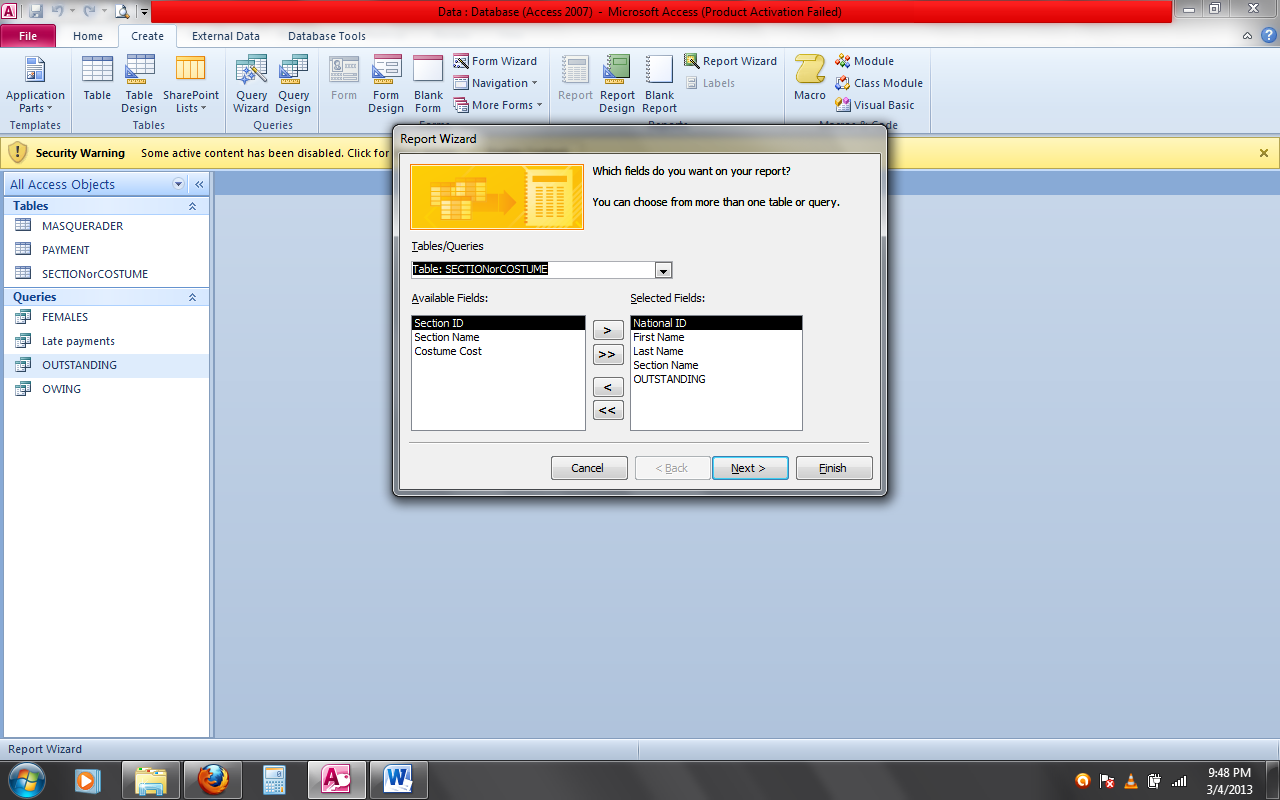 Data : Database (Access 2007) - Microsoft Access (Product Activation Failed)
File Home Create External Data Database Tools
Application Parts
Table
Table Design
SharePoint Lists
Query Wizard
Query Design
Form
Form Design
Blank Form
Form Wizard
Navigation
More Forms
Report
Report Design
Blank Report
Report Wizard
Labels
Macro
Module
Class Module
Visual Basic
Templates Tables Queries Forms Reports Macros & Code
Security Warning Some active content has been disabled. Click for
All Access Objects
Tables
MASQUERADER
PAYMENT
SECTIONorCOSTUME
Queries
FEMALES
Late payments
OUTSTANDING
OWING
Report Wizard
Which fields do you want on your report?
You can choose from more than one table or query.
Tables/Queries
Table: SECTIONorCOSTUME
Available Fields:
Section ID
Section Name
Costume Cost
>
>>
<
<<
Selected Fields:
National ID
First Name
Last Name
Section Name
OUTSTANDING
Cancel < Back Next > Finish
Report Wizard
9:48 PM
3/4/2013